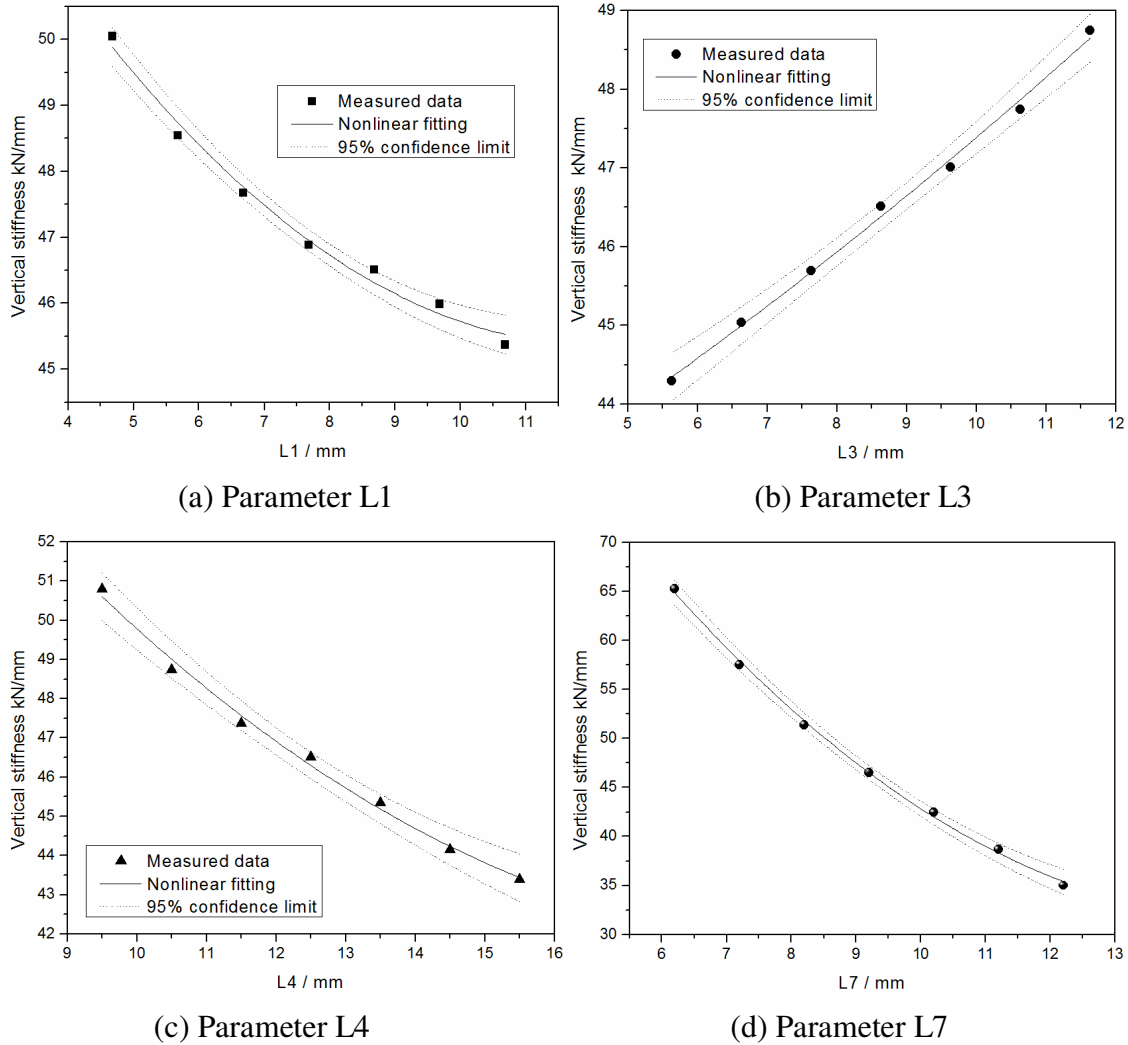 50
49
48
47
46
45
Vertical stiffness kN/mm
Measured data
Nonlinear fitting
95% confidence limit
4 5 6 7 8 9 10 11
L1 / mm
(a) Parameter L1
49
48
47
46
45
44
Vertical stiffness kN/mm
Measured data
Nonlinear fitting
95% confidence limit
5 6 7 8 9 10 11 12
L3 / mm
(b) Parameter L3
52
51
50
49
48
47
46
45
44
43
42
Vertical stiffness kN/mm
Measured data
Nonlinear fitting
95% confidence limit
9 10 11 12 13 14 15 16
L4 / mm
(c) Parameter L4
70
65
60
55
50
45
40
35
30
Vertical stiffness kN/mm
6 7 8 9 10 11 12 13
L7 / mm
(d) Parameter L7